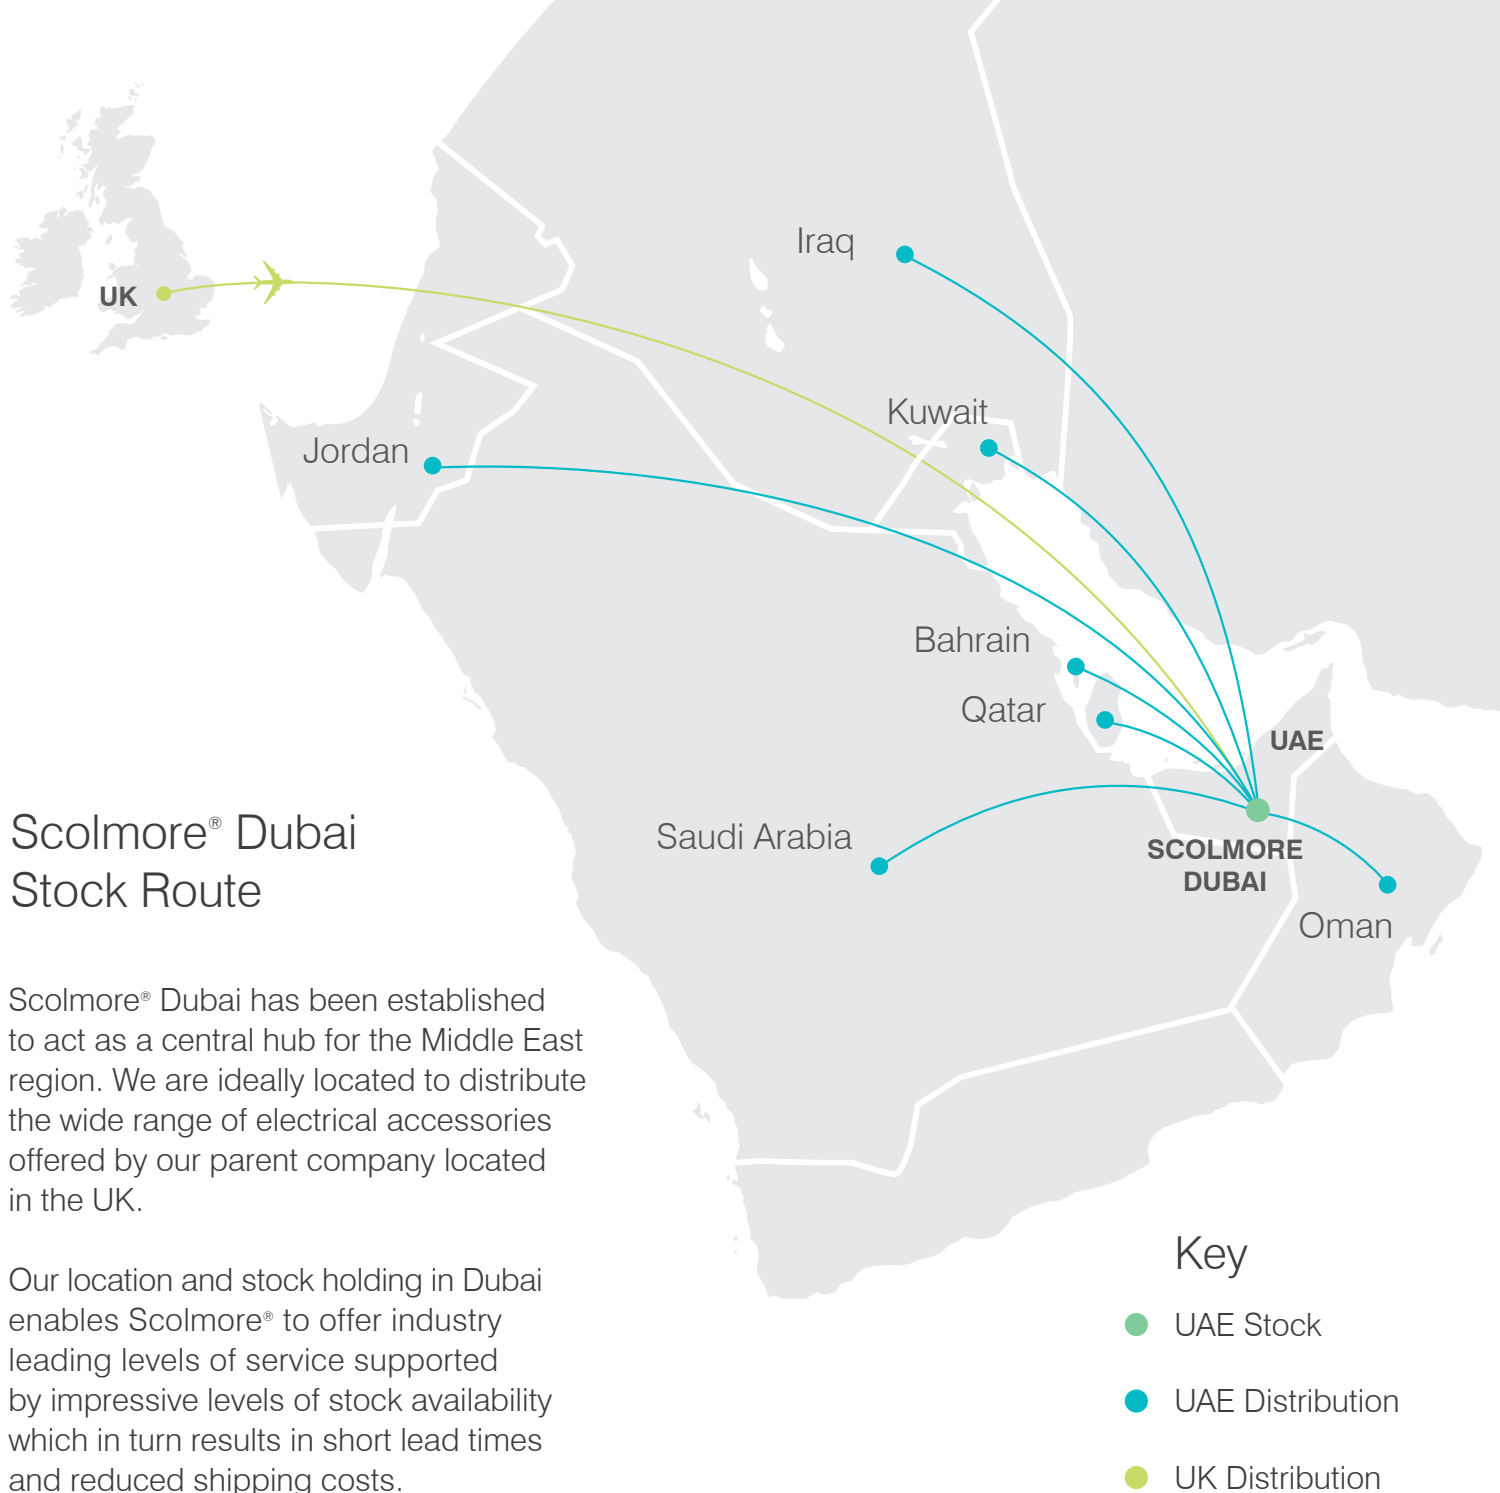 Iraq
UK
Kuwait
Jordan
Bahrain
Qatar
UAE
Saudi Arabia
SCOLMORE
DUBAI
Oman
Scolmore® Dubai
Stock Route
Scolmore® Dubai has been established
to act as a central hub for the Middle East
region. We are ideally located to distribute
the wide range of electrical accessories
offered by our parent company located
in the UK.
Our location and stock holding in Dubai
enables Scolmore® to offer industry
leading levels of service supported
by impressive levels of stock availability
which in turn results in short lead times
and reduced shipping costs.
Key
UAE Stock
UAE Distribution
UK Distribution